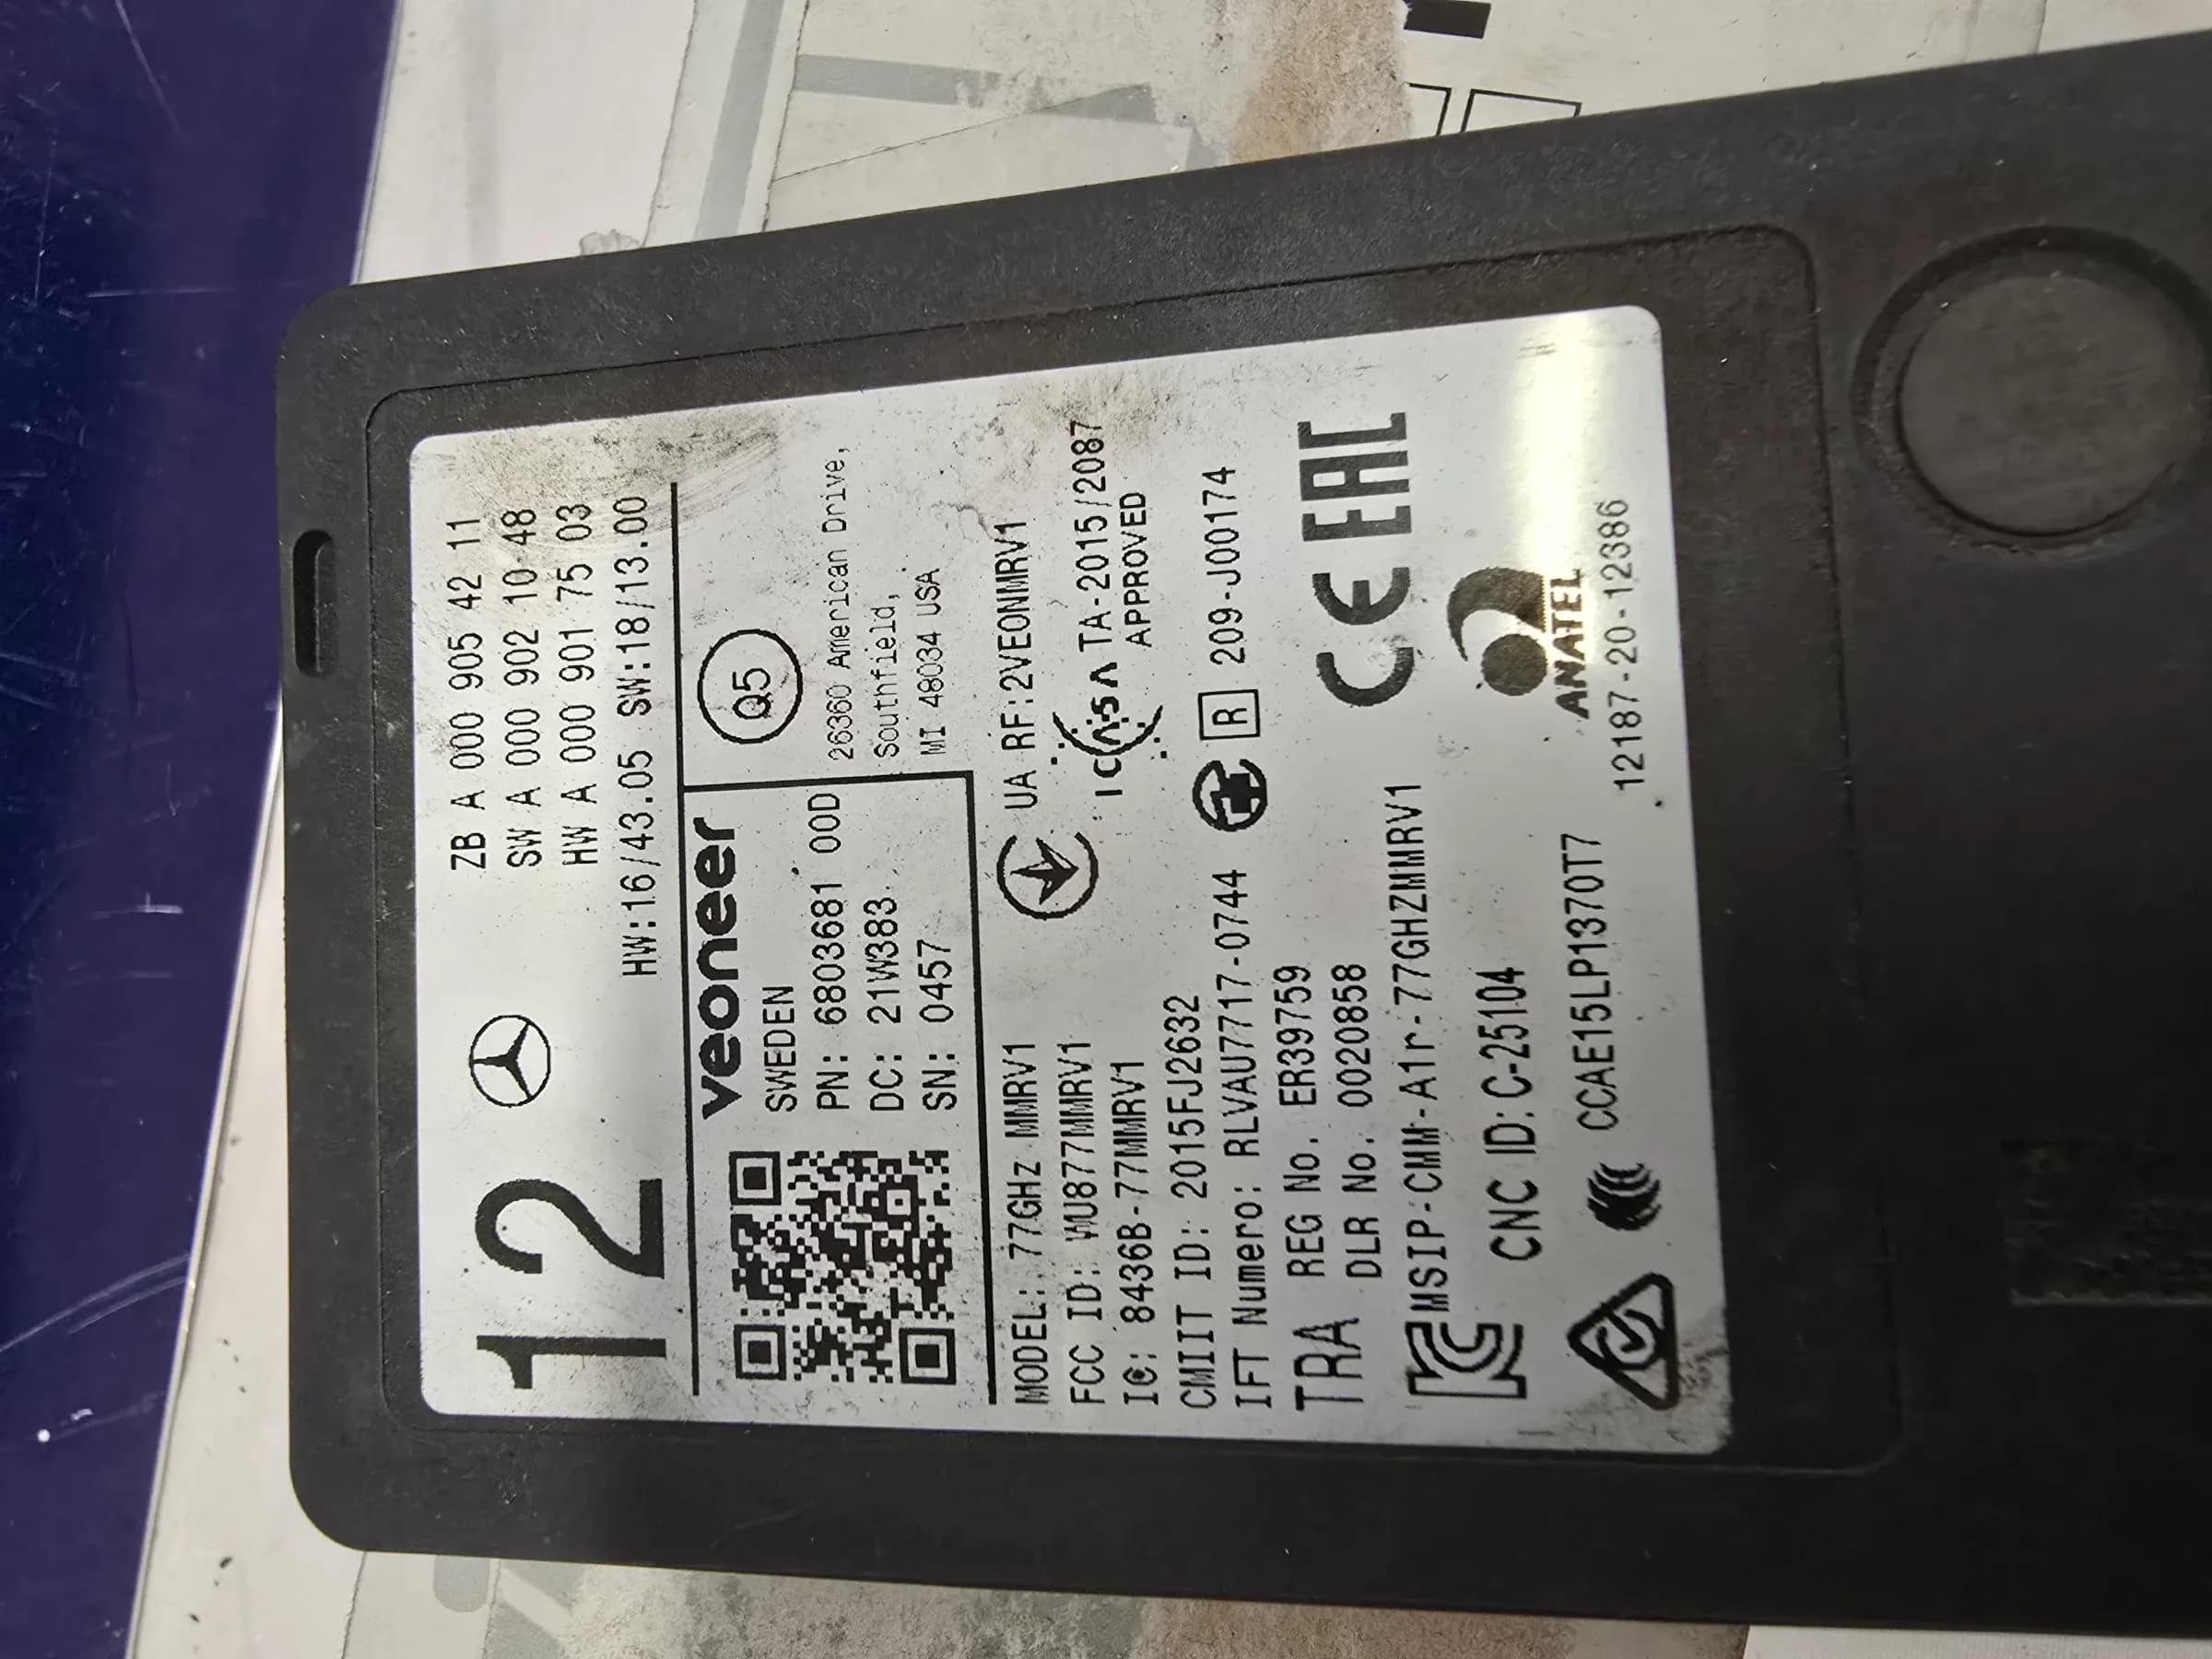 12
ZB A 000 905 42 11
SW A 000 902 10 48
HW A 000 901 75 03
HW:16/43.05 SW:18/13.00
veoneer
SWEDEN
PN: 6803681 00D
DC: 21W383
SN: 0457
Q5
26360 American Drive,
Southfield,
MI 48034 USA
MODEL: 77GHz MMRV1
FCC ID: WU877MMRV1
IC: 8436B-77MMRV1
CMIIT ID: 2015FJ2632
IFT Numero: RLVAU7717-0744
UA RF:2VEONMRV1
ICASA TA-2015/2087
APPROVED
R 209-J00174
TRA REG No. ER39759
DLR No. 0020858
CE EAC
KC MSIP-CMM-A1r-77GHZMMRV1
CNC ID: C-25104
CCAE15LP1370T7
ANATEL
12187-20-12386